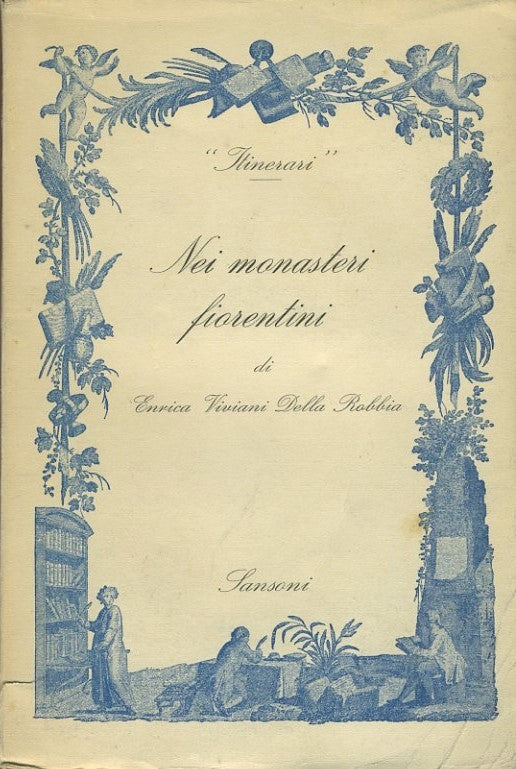 "Itinerari"
Nei monasteri
fiorentini
di
Enrica Viviani Della Robbia
Sansoni